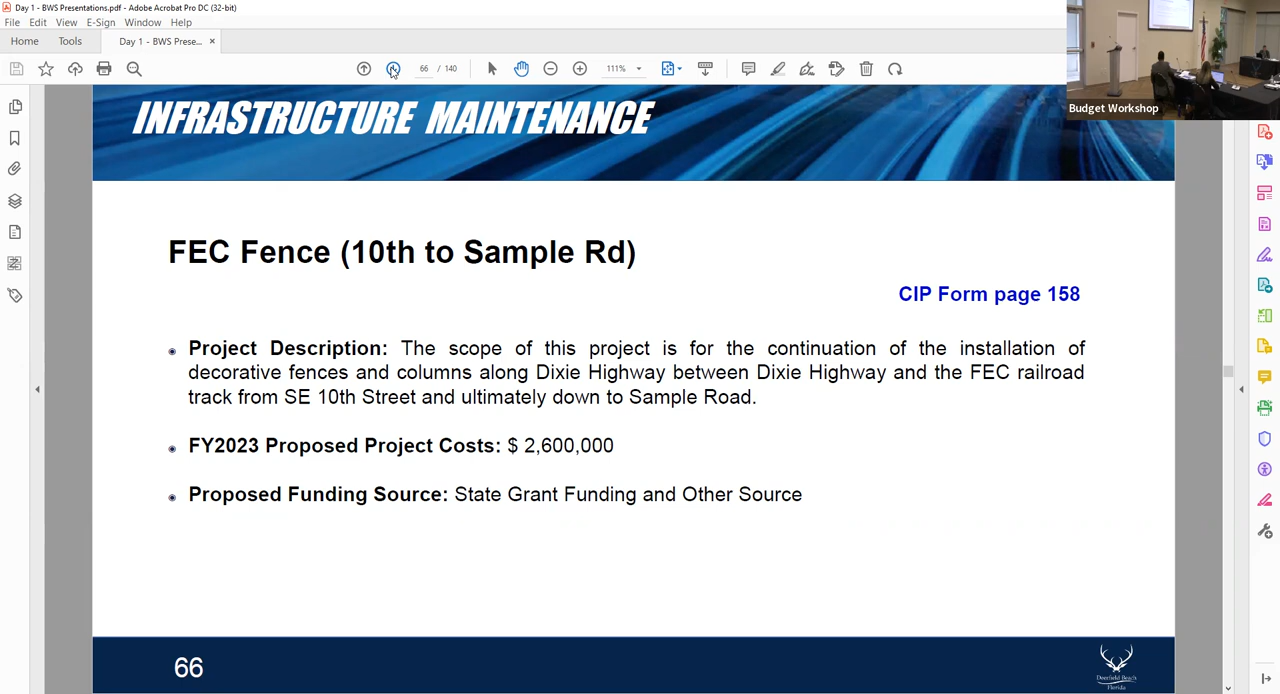 Day 1 - BWS Presentations.pdf - Adobe Acrobat Pro DC (32-bit)
File Edit View E-Sign Window Help
Home Tools Day 1 - BWS Prese... ×
66 / 140 111%
Budget Workshop
INFRASTRUCTURE MAINTENANCE
FEC Fence (10th to Sample Rd)
CIP Form page 158
Project Description: The scope of this project is for the continuation of the installation of
decorative fences and columns along Dixie Highway between Dixie Highway and the FEC railroad
track from SE 10th Street and ultimately down to Sample Road.
FY2023 Proposed Project Costs: $ 2,600,000
Proposed Funding Source: State Grant Funding and Other Source
66
Deerfield Beach
Florida